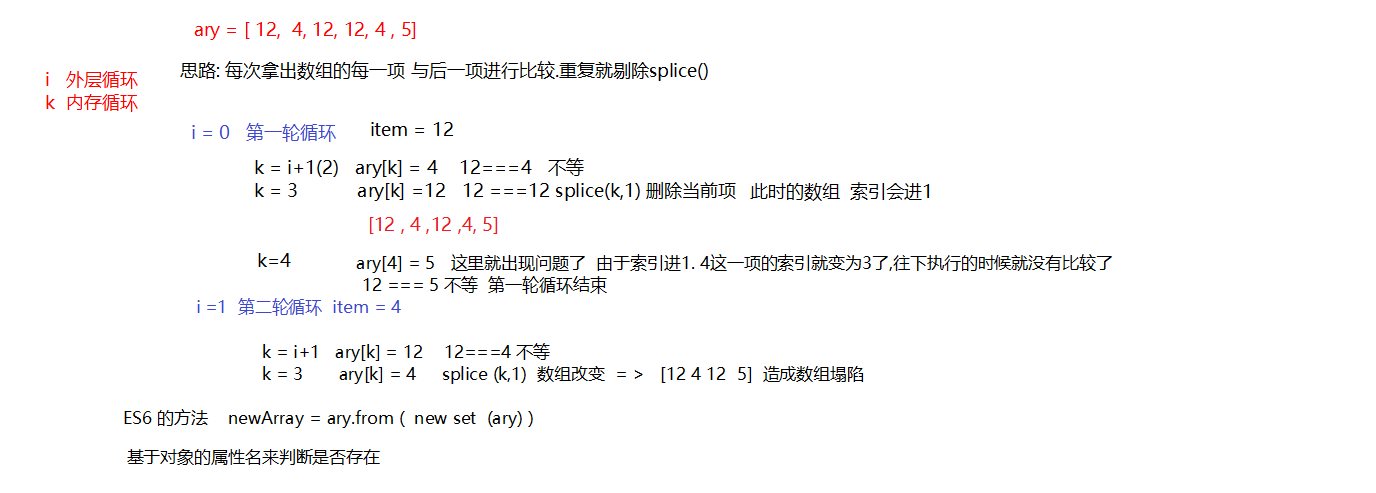 ary = [ 12,  4, 12, 12, 4 , 5]
思路: 每次拿出数组的每一项 与后一项进行比较.重复就剔除splice()
i   外层循环
k  内存循环
i = 0   第一轮循环       item = 12
k = i+1(2)   ary[k] = 4    12===4   不等
k = 3            ary[k] =12   12 ===12 splice(k,1) 删除当前项   此时的数组  索引会进1
[12 , 4 ,12 ,4, 5]
k=4            ary[4] = 5   这里就出现问题了  由于索引进1. 4这一项的索引就变为3了,往下执行的时候就没有比较了
12 === 5 不等  第一轮循环结束
i =1  第二轮循环  item = 4
k = i+1   ary[k] = 12    12===4 不等
k = 3        ary[k] = 4     splice (k,1)  数组改变  = >   [12 4 12  5]  造成数组塌陷
ES6 的方法    newArray = ary.from (  new set  (ary) )
基于对象的属性名来判断是否存在